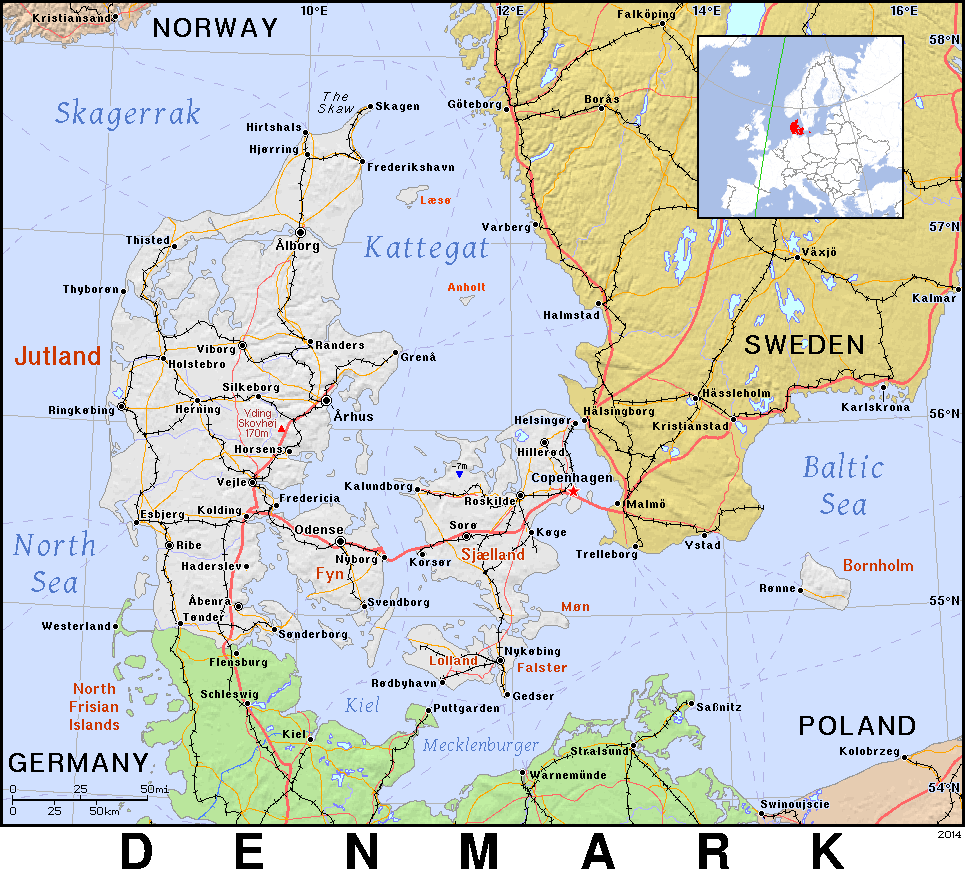 10°E
12°E
14°E
16°E
Kristiansand
NORWAY
Falköping
58°N
The
Skaw
Skagerrak
Skagen
Göteborg
Borås
Hirtshals
Hjørring
Frederikshavn
Læsø
Varberg
57°N
Thisted
Ålborg
Kattegat
Växjö
Thyborøn
Anholt
Kalmar
Halmstad
Jutland
Viborg
Randers
SWEDEN
Holstebro
Grenå
Silkeborg
Hässleholm
Ringkøbing
Herning
Yding
Skovhøj
170m
Århus
Hälsingborg
Karlskrona
56°N
Helsingør
Kristianstad
Horsens
Hillerød
-7m
Baltic
Sea
Vejle
Kalundborg
Copenhagen
Fredericia
Roskilde
Malmö
Esbjerg
Kolding
Odense
Sorø
Køge
North
Sea
Ribe
Nyborg
Korsør
Sjælland
Trelleborg
Ystad
Haderslev
Fyn
Bornholm
Rønne
Åbenrå
Svendborg
Møn
55°N
Westerland
Tønder
Sønderborg
Flensburg
Lolland
Nykøbing
Falster
North
Frisian
Islands
Schleswig
Rødbyhavn
Gedser
Kiel
Puttgarden
Saßnitz
Kiel
Mecklenburger
POLAND
Stralsund
Kolobrzeg
GERMANY
Warnemünde
0 50mi
0 25 50km
54°N
Swinoujscie
2014
DENMARK